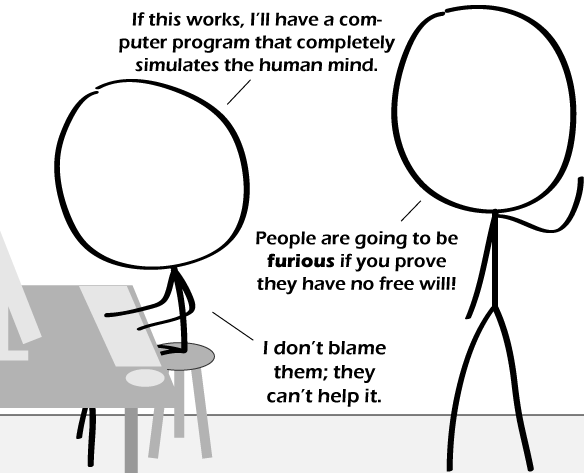 If this works, I'll have a com-
puter program that completely
simulates the human mind.
People are going to be
furious if you prove
they have no free will!
I don't blame
them; they
can't help it.